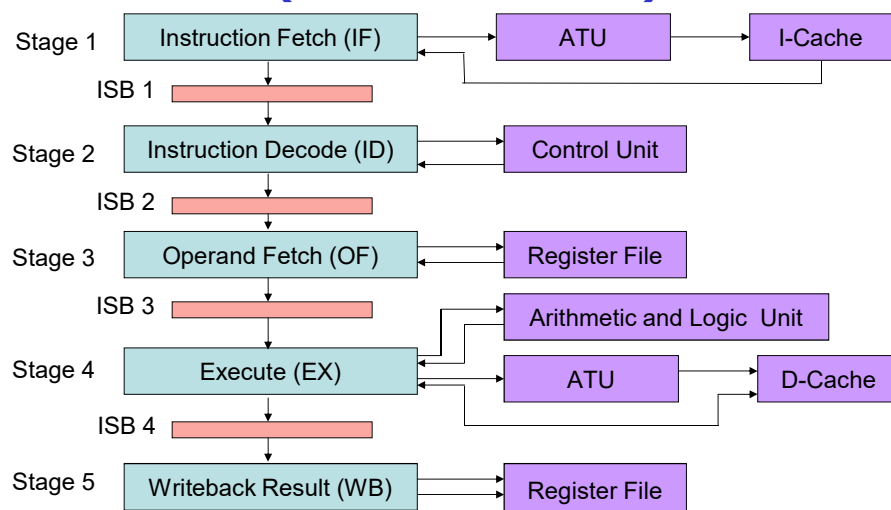 Stage 1
Instruction Fetch (IF)
ATU
I-Cache
ISB 1
Stage 2
Instruction Decode (ID)
Control Unit
ISB 2
Stage 3
Operand Fetch (OF)
Register File
ISB 3
Arithmetic and Logic Unit
Stage 4
Execute (EX)
ATU
D-Cache
ISB 4
Stage 5
Writeback Result (WB)
Register File